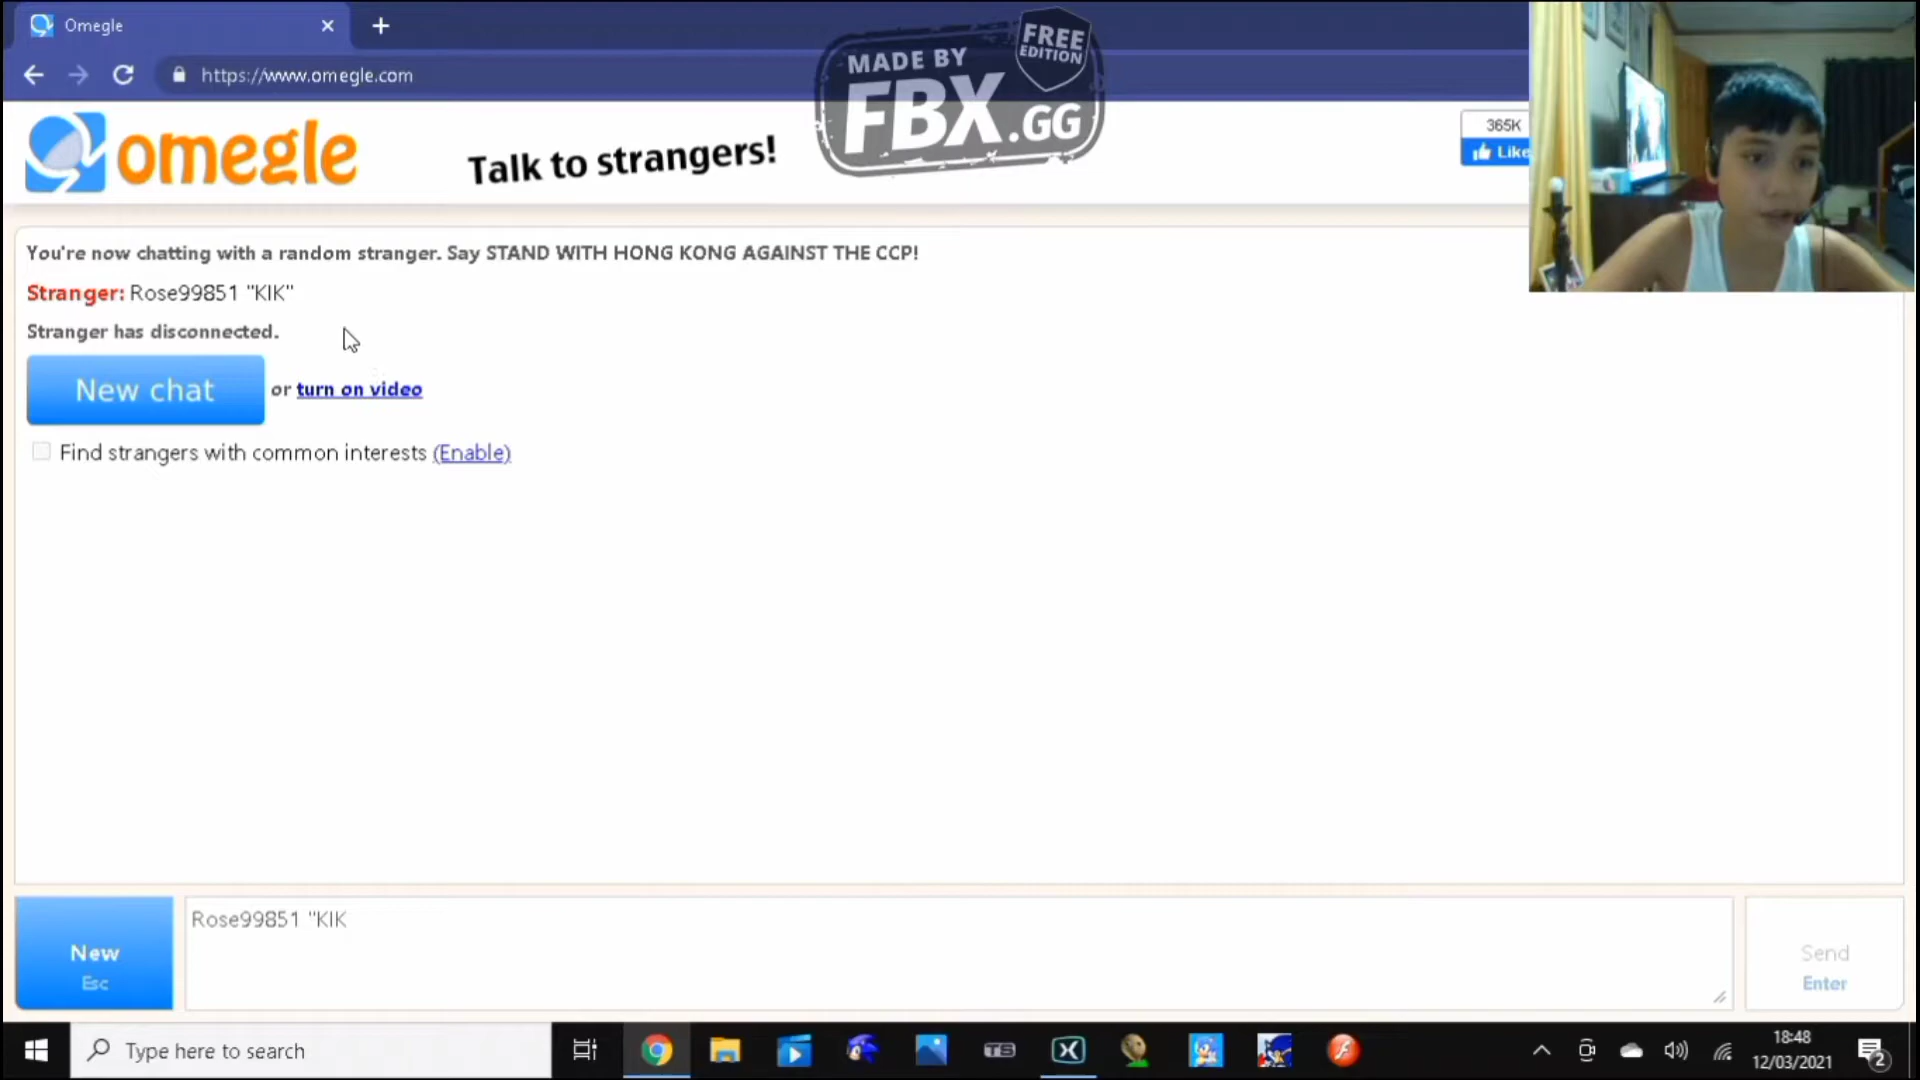 Omegle
https://www.omegle.com
MADE BY
FBX.GG
FREE
EDITION
omegle
Talk to strangers!
365K
Like
You're now chatting with a random stranger. Say STAND WITH HONG KONG AGAINST THE CCP!
Stranger: Rose99851 "KIK"
Stranger has disconnected.
New chat or turn on video
Find strangers with common interests (Enable)
New
Esc
Rose99851 "KIK
Send
Enter
Type here to search
TS
18:48
12/03/2021
2